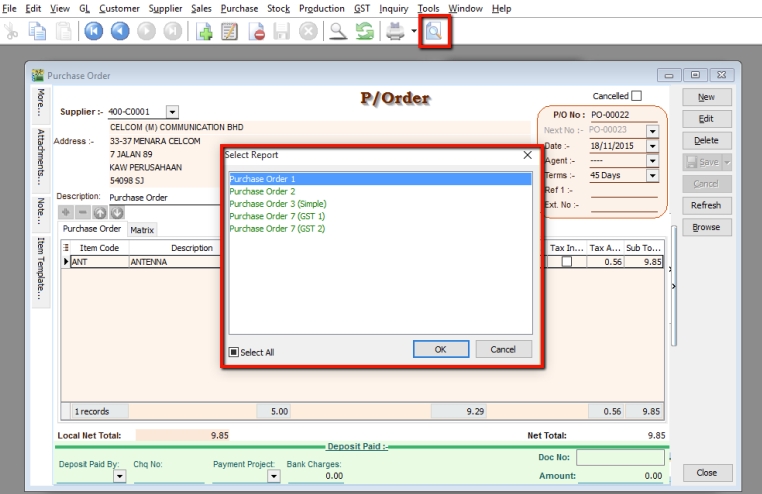 File Edit View GL Customer Supplier Sales Purchase Stock Production GST Inquiry Tools Window Help
Purchase Order
P/Order
Cancelled
New
Edit
Delete
Save
Cancel
Refresh
Browse
More...
Attachments...
Note...
Item Template...
Supplier :- 400-C0001
CELCOM (M) COMMUNICATION BHD
Address :- 33-37 MENARA CELCOM
7 JALAN 89
KAW PERUSAHAAN
54098 SJ
P/O No : PO-00022
Next No :- PO-00023
Date :- 18/11/2015
Agent :- ----
Terms :- 45 Days
Ref 1 :-
Ext. No :-
Description: Purchase Order
Purchase Order Matrix
Item Code Description Tax In... Tax A... Sub To...
ANT ANTENNA 0.56 9.85
Select Report
Purchase Order 1
Purchase Order 2
Purchase Order 3 (Simple)
Purchase Order 7 (GST 1)
Purchase Order 7 (GST 2)
Select All OK Cancel
1 records 5.00 9.29 0.56 9.85
Local Net Total: 9.85 Net Total: 9.85
Deposit Paid :-
Deposit Paid By: Chq No: Payment Project: Bank Charges: Doc No:
0.00 Amount: 0.00
Close